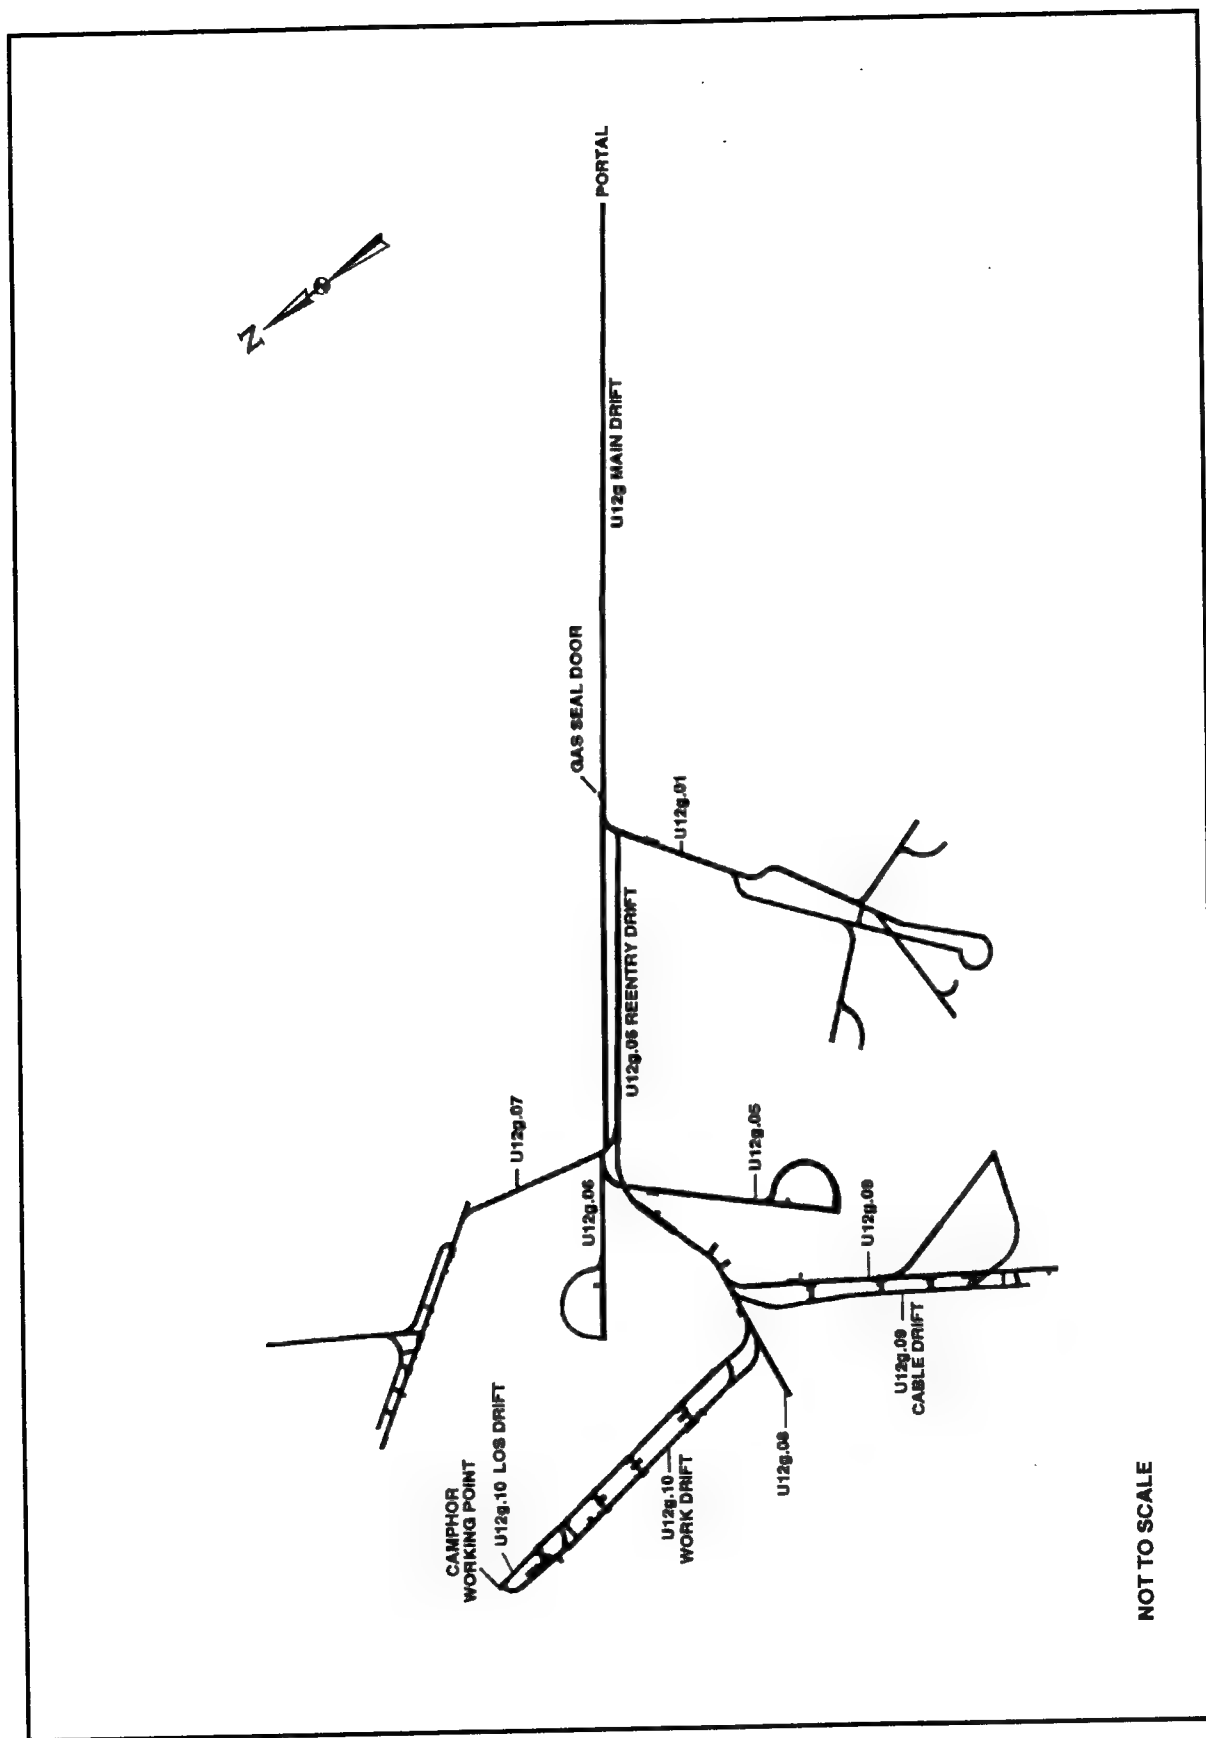 PORTAL
N
U12g MAIN DRIFT
GAS SEAL DOOR
U12g.01
U12g.05 REENTRY DRIFT
U12g.07
U12g.05
U12g.06
U12g.09
U12g.09
CABLE DRIFT
U12g.10 LOS DRIFT
CAMPHOR
WORKING POINT
U12g.10
WORK DRIFT
U12g.08
NOT TO SCALE